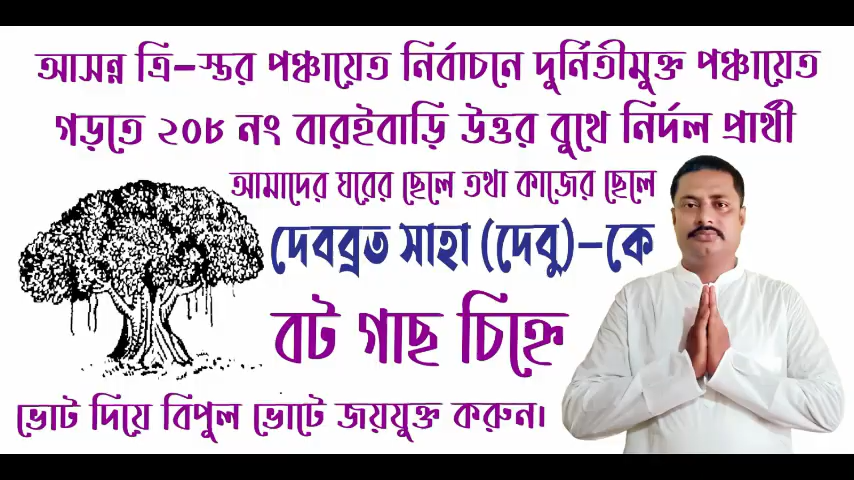 আসন্ন ত্রি-স্তর পঞ্চায়েত নির্বাচনে দুর্নিতীমুক্ত পঞ্চায়েত
গড়তে ২০৮ নং বারইবাড়ি উত্তর বুথে নির্দল প্রার্থী
আমাদের ঘরের ছেলে তথা কাজের ছেলে
দেবব্রত সাহা (দেবু)-কে
বট গাছ চিহ্নে
ভোট দিয়ে বিপুল ভোটে জয়যুক্ত করুন।